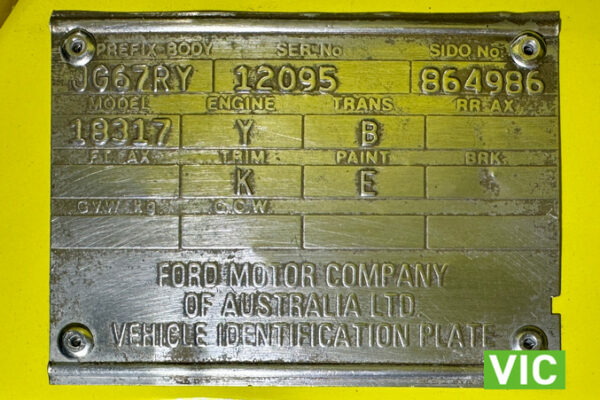 PREFIX-BODY SER-No SIDO No.
JG67RY 12095 864986
MODEL ENGINE TRANS. RR.AX.
18317 Y B
FT. AX. TRIM PAINT BRK.
K E
G.V.W. kg G.C.W.
FORD MOTOR COMPANY
OF AUSTRALIA LTD.
VEHICLE IDENTIFICATION PLATE
VIC